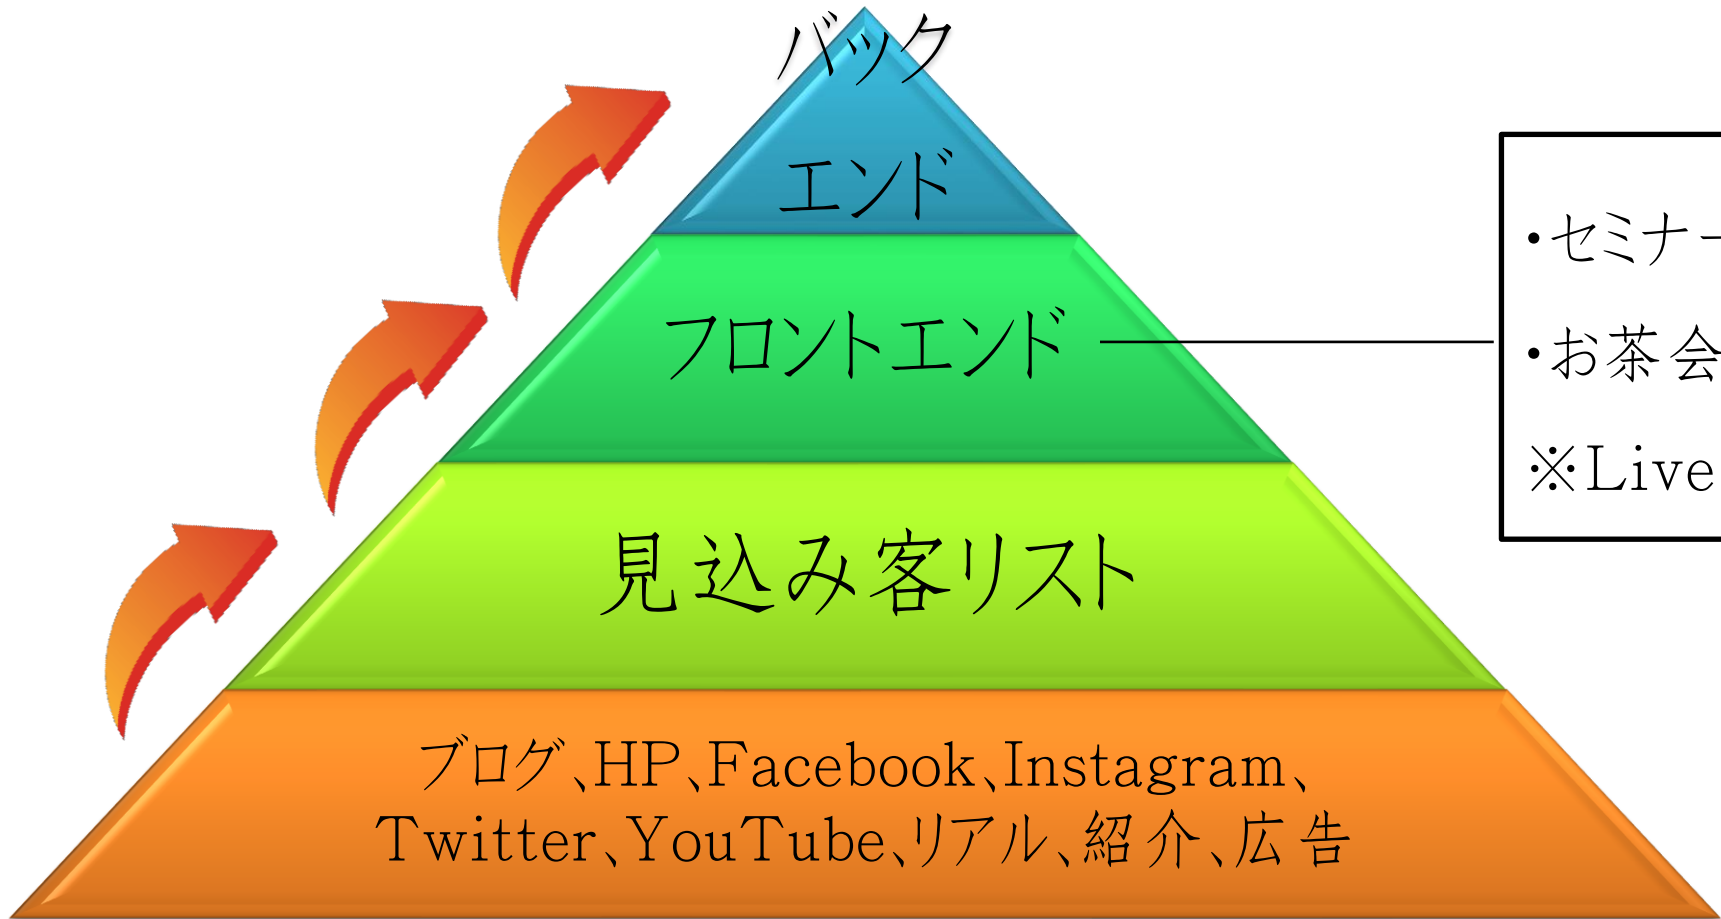 バック
エンド
フロントエンド
見込み客リスト
ブログ、HP、Facebook、Instagram、
Twitter、YouTube、リアル、紹介、広告
・セミナー
・お茶会
※Live